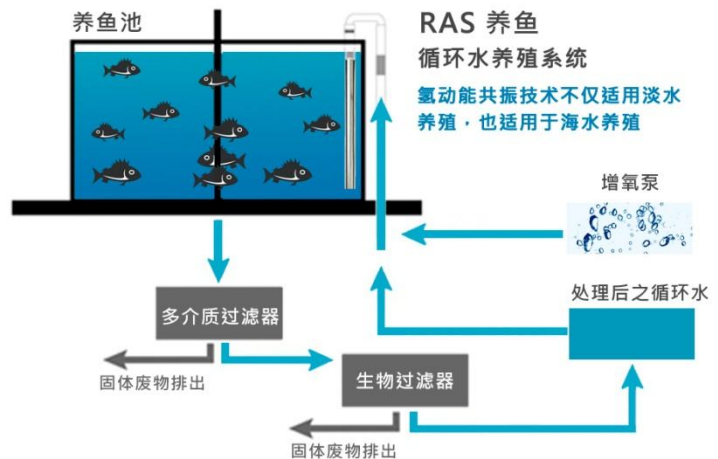 养鱼池
RAS 养鱼
循环水养殖系统
氢动能共振技术不仅适用淡水
养殖，也适用于海水养殖
增氧泵
处理后之循环水
多介质过滤器
固体废物排出
生物过滤器
固体废物排出